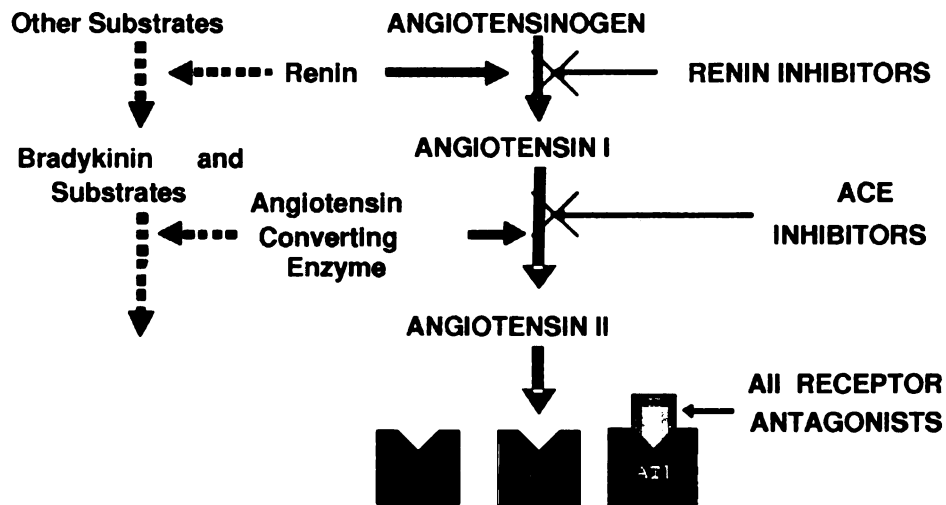 Other Substrates
ANGIOTENSINOGEN
Renin
RENIN INHIBITORS
Bradykinin and
Substrates
ANGIOTENSIN I
Angiotensin
Converting
Enzyme
ACE
INHIBITORS
ANGIOTENSIN II
AII RECEPTOR
ANTAGONISTS
AT1